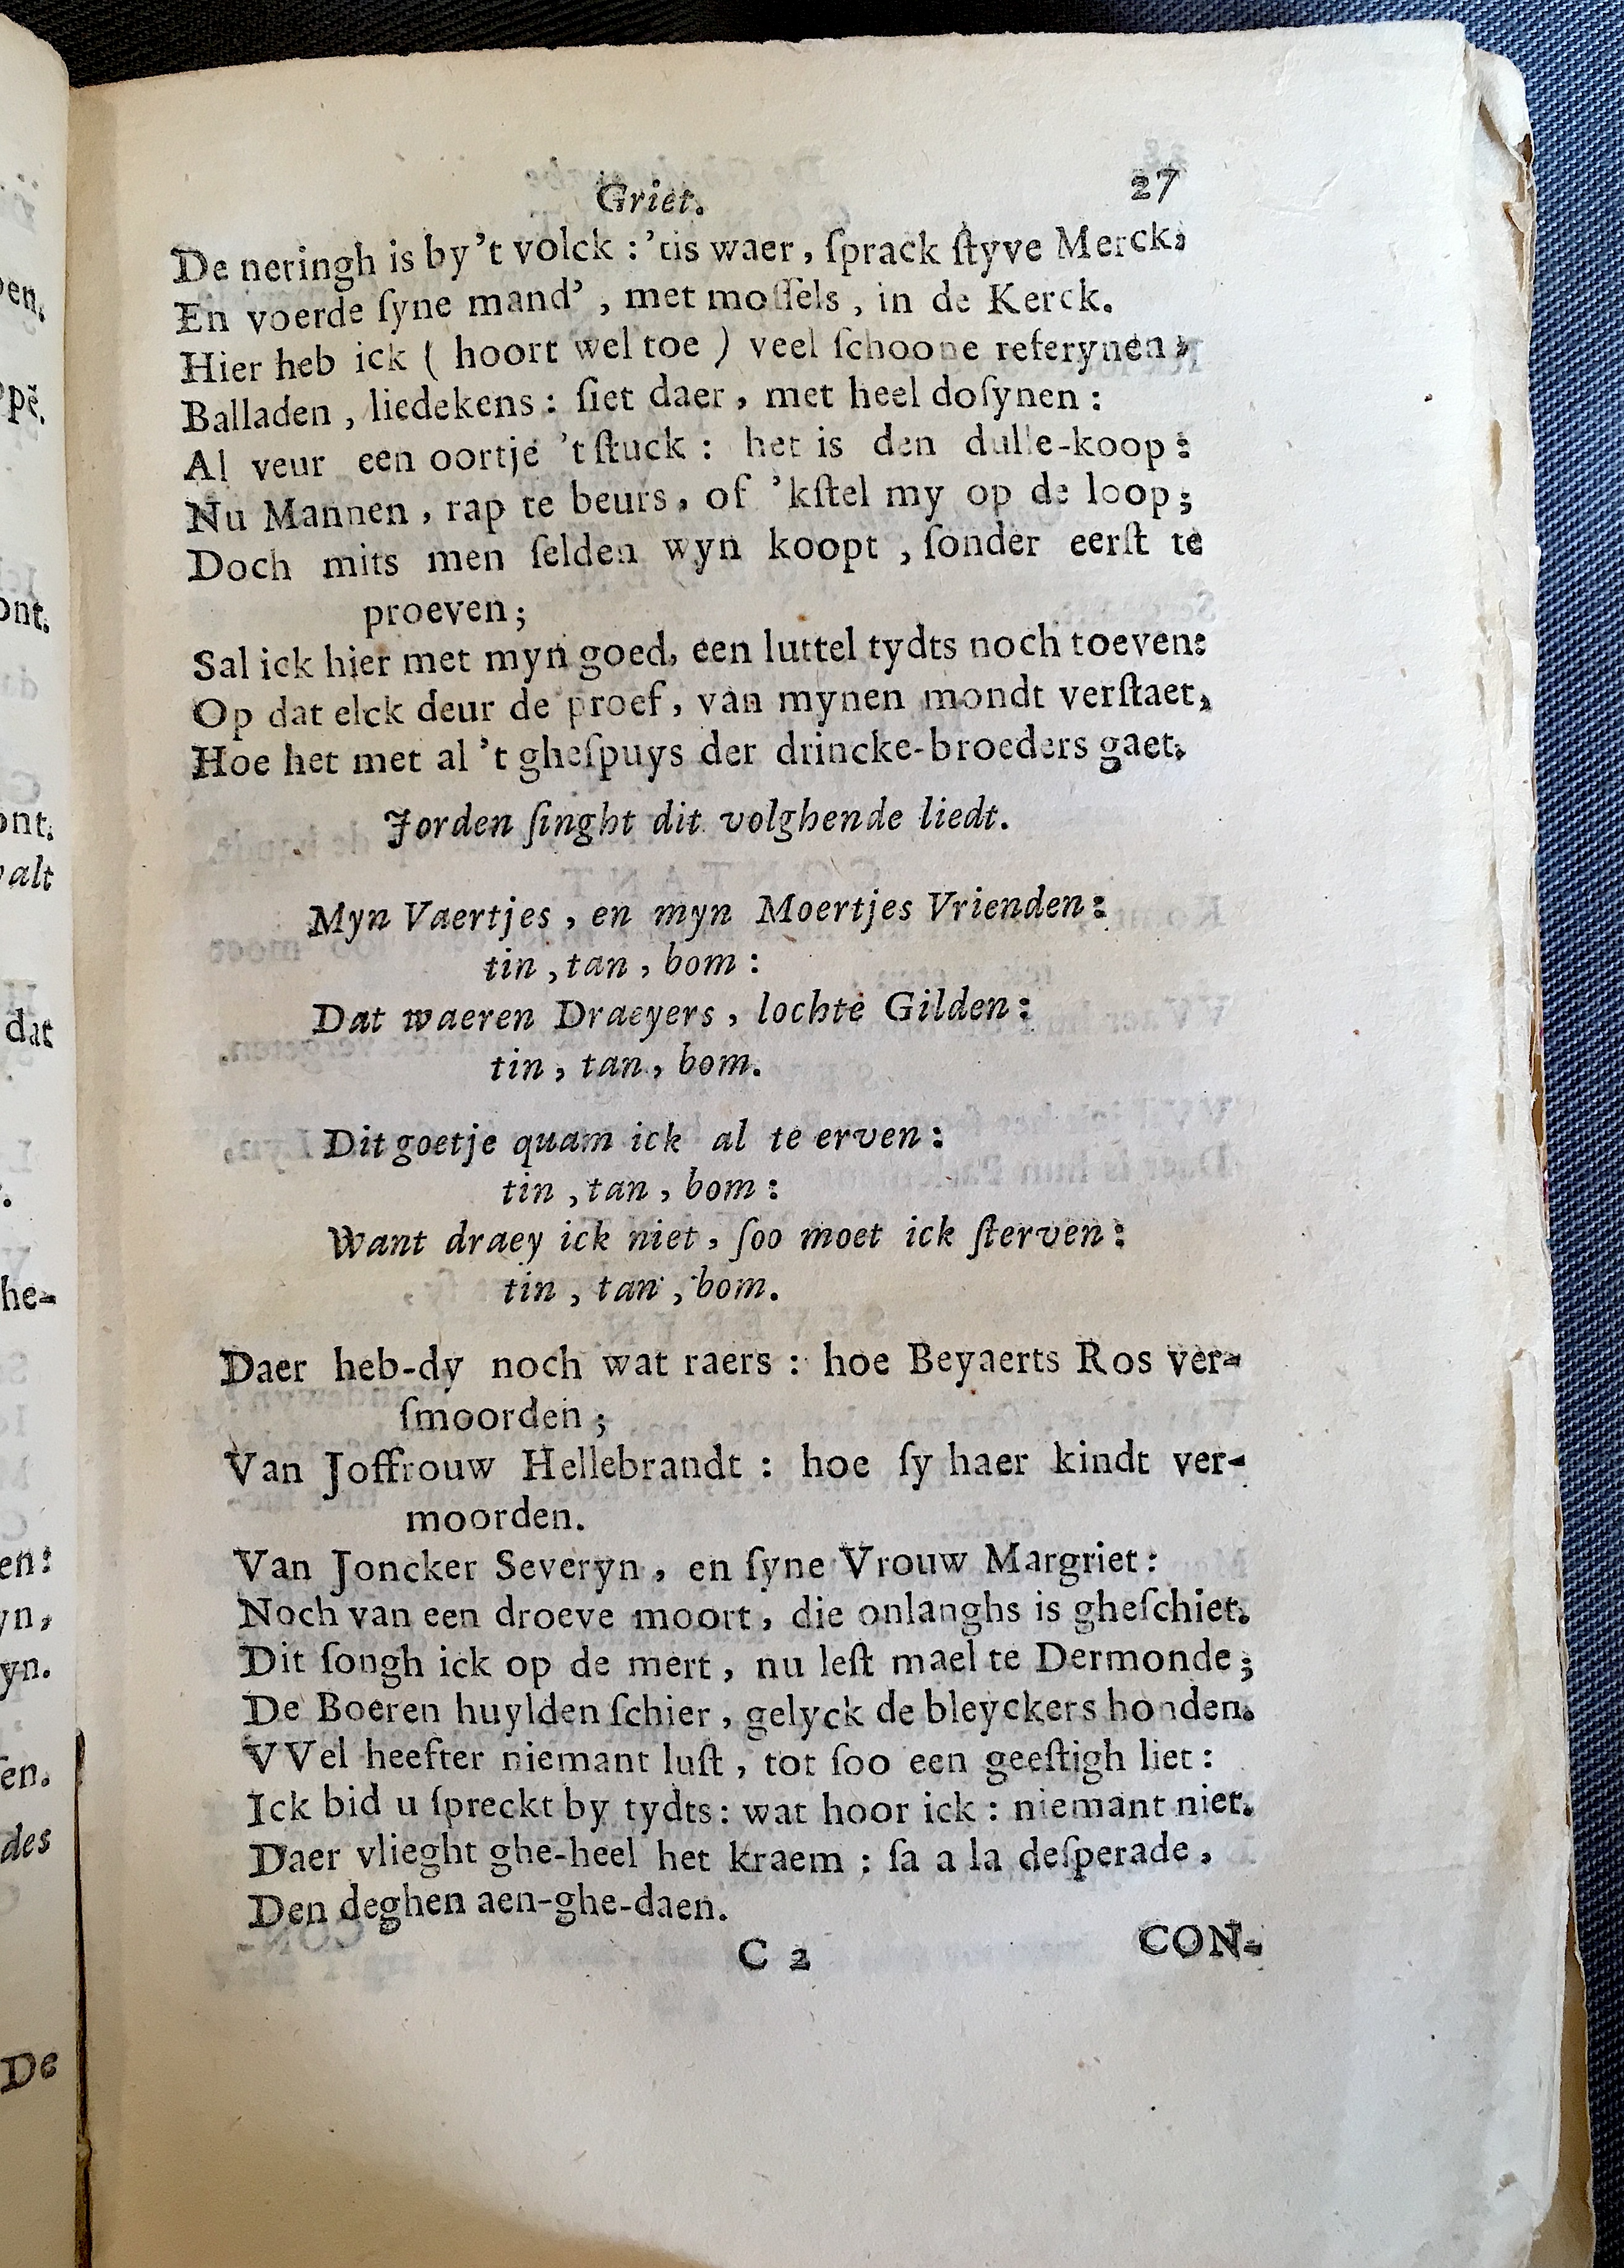 Griet. 27
De neringh is by 't volck : 'tis waer, ſprack ſtyve Merck,
En voerde ſyne mand', met moſſels, in de Kerck.
Hier heb ick ( hoort wel toe ) veel ſchoone referynen,
Balladen, liedekens : ſiet daer, met heel doſynen :
Al veur een oortje 't ſtuck : het is den dulle-koop :
Nu Mannen, rap te beurs, of 'kſtel my op de loop;
Doch mits men ſelden wyn koopt, ſonder eerſt te
proeven;
Sal ick hier met myn goed, een luttel tydts noch toeven:
Op dat elck deur de proef, van mynen mondt verſtaet,
Hoe het met al 't gheſpuys der drincke-broeders gaet.
Jorden ſinght dit volghende liedt.
Myn Vaertjes, en myn Moertjes Vrienden:
tin, tan, bom :
Dat waeren Draeyers, lochte Gilden:
tin, tan, bom.
Dit goetje quam ick al te erven :
tin, tan, bom :
Want draey ick niet, ſoo moet ick ſterven :
tin, tan, bom.
Daer heb-dy noch wat raers : hoe Beyaerts Ros ver-
ſmoorden ;
Van Joffrouw Hellebrandt : hoe ſy haer kindt ver-
moorden.
Van Joncker Severyn, en ſyne Vrouw Margriet :
Noch van een droeve moort, die onlanghs is gheſchiet.
Dit ſongh ick op de mert, nu leſt mael te Dermonde;
De Boeren huylden ſchier, gelyck de bleyckers honden.
VVel heefter niemant luſt, tot ſoo een geeſtigh liet :
Ick bid u ſpreckt by tydts : wat hoor ick : niemant niet.
Daer vlieght ghe-heel het kraem ; ſa a la deſperade,
Den deghen aen-ghe-daen.
C 2 CON-